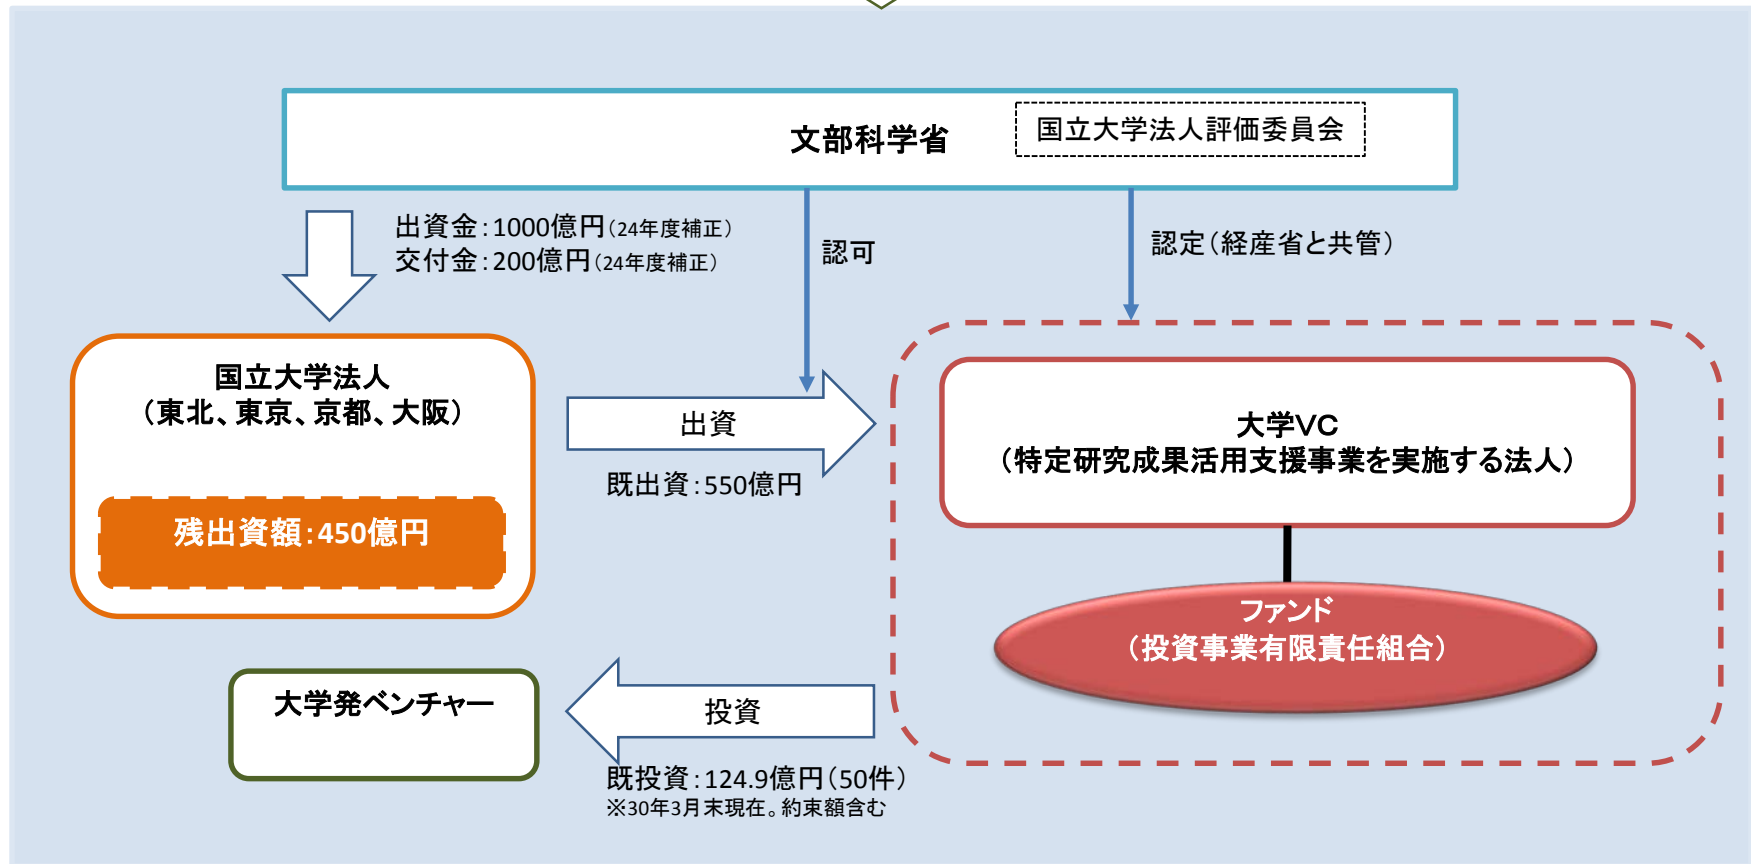 文部科学省
国立大学法人評価委員会
出資金：1000億円（24年度補正）
交付金：200億円（24年度補正）
認可
認定（経産省と共管）
国立大学法人
（東北、東京、京都、大阪）
残出資額：450億円
出資
既出資：550億円
大学VC
（特定研究成果活用支援事業を実施する法人）
ファンド
（投資事業有限責任組合）
大学発ベンチャー
投資
既投資：124.9億円（50件）
※30年3月末現在。約束額含む